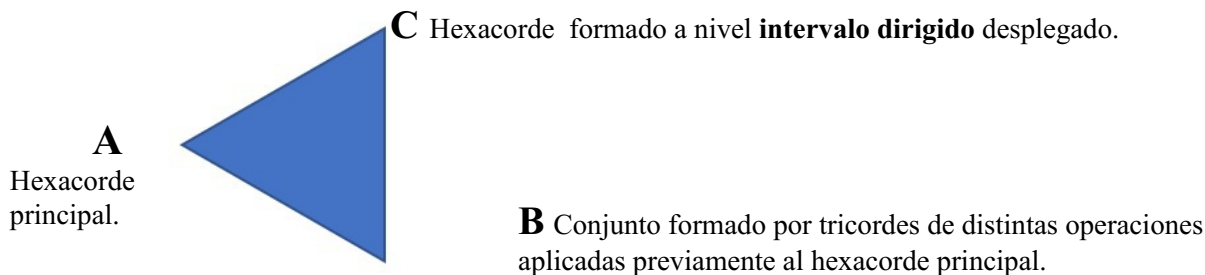 C Hexacorde formado a nivel intervalo dirigido desplegado.
A
Hexacorde
principal.
B Conjunto formado por tricordes de distintas operaciones
aplicadas previamente al hexacorde principal.